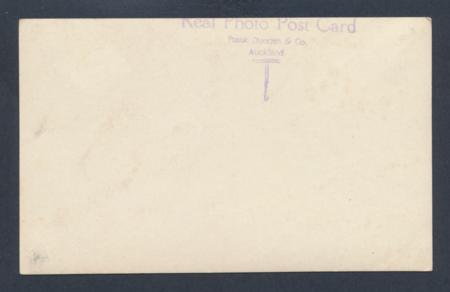 Real Photo Post Card
Frank Duncan & Co.
Auckland